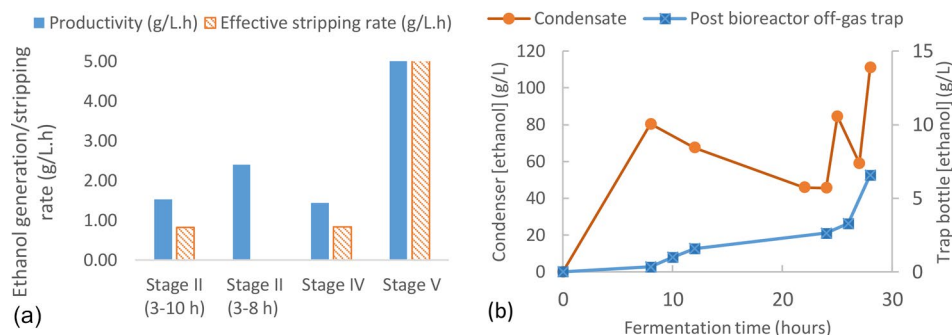 Productivity (g/L.h) Effective stripping rate (g/L.h)
Ethanol generation/stripping
rate (g/L.h)
5.00
4.00
3.00
2.00
1.00
0.00
Stage II
(3-10 h)
Stage II
(3-8 h)
Stage IV
Stage V
(a)
Condensate Post bioreactor off-gas trap
Condenser [ethanol] (g/L)
120
100
80
60
40
20
0
15
10
5
0
Trap bottle [ethanol] (g/L)
0 10 20 30
Fermentation time (hours)
(b)